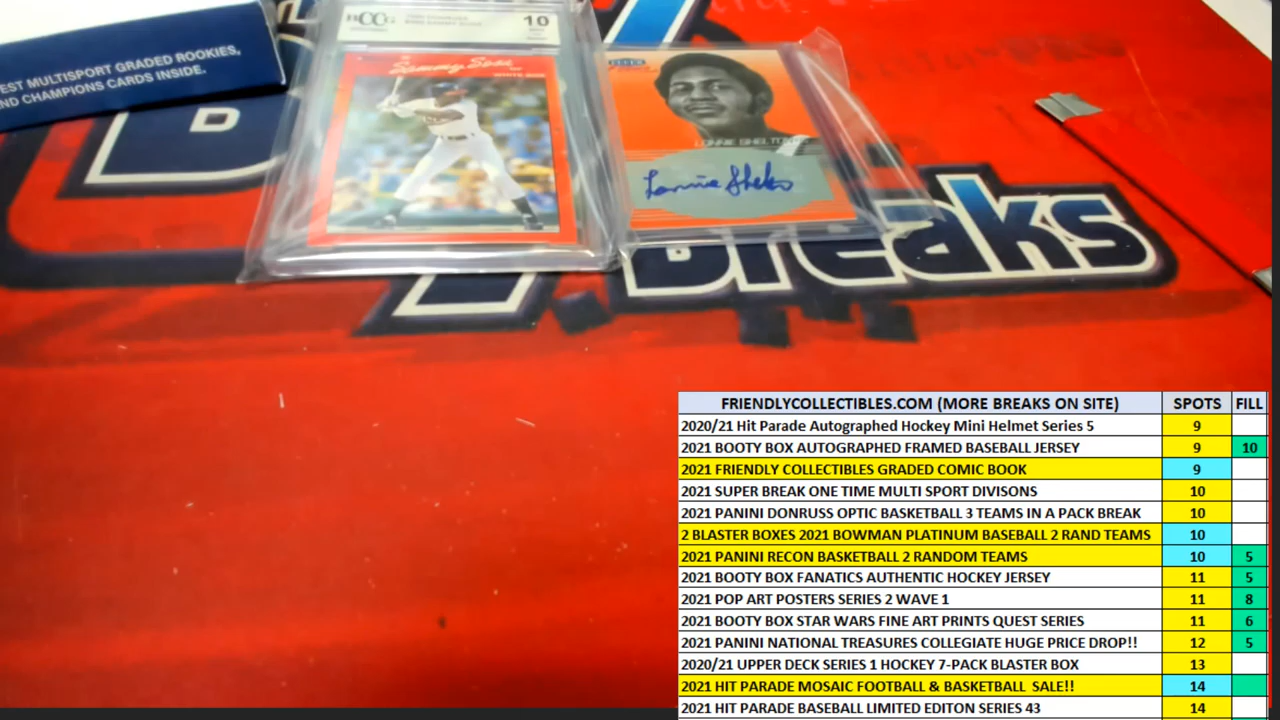 EST MULTISPORT GRADED ROOKIES,
ND CHAMPIONS CARDS INSIDE.
BCCG
10
Sammy Sosa
LONNIE SHELTON
Lonnie Shelton
Breaks
FRIENDLYCOLLECTIBLES.COM (MORE BREAKS ON SITE) SPOTS FILL
2020/21 Hit Parade Autographed Hockey Mini Helmet Series 5 9
2021 BOOTY BOX AUTOGRAPHED FRAMED BASEBALL JERSEY 9 10
2021 FRIENDLY COLLECTIBLES GRADED COMIC BOOK 9
2021 SUPER BREAK ONE TIME MULTI SPORT DIVISONS 10
2021 PANINI DONRUSS OPTIC BASKETBALL 3 TEAMS IN A PACK BREAK 10
2 BLASTER BOXES 2021 BOWMAN PLATINUM BASEBALL 2 RAND TEAMS 10
2021 PANINI RECON BASKETBALL 2 RANDOM TEAMS 10 5
2021 BOOTY BOX FANATICS AUTHENTIC HOCKEY JERSEY 11 5
2021 POP ART POSTERS SERIES 2 WAVE 1 11 8
2021 BOOTY BOX STAR WARS FINE ART PRINTS QUEST SERIES 11 6
2021 PANINI NATIONAL TREASURES COLLEGIATE HUGE PRICE DROP!! 12 5
2020/21 UPPER DECK SERIES 1 HOCKEY 7-PACK BLASTER BOX 13
2021 HIT PARADE MOSAIC FOOTBALL & BASKETBALL SALE!! 14
2021 HIT PARADE BASEBALL LIMITED EDITON SERIES 43 14